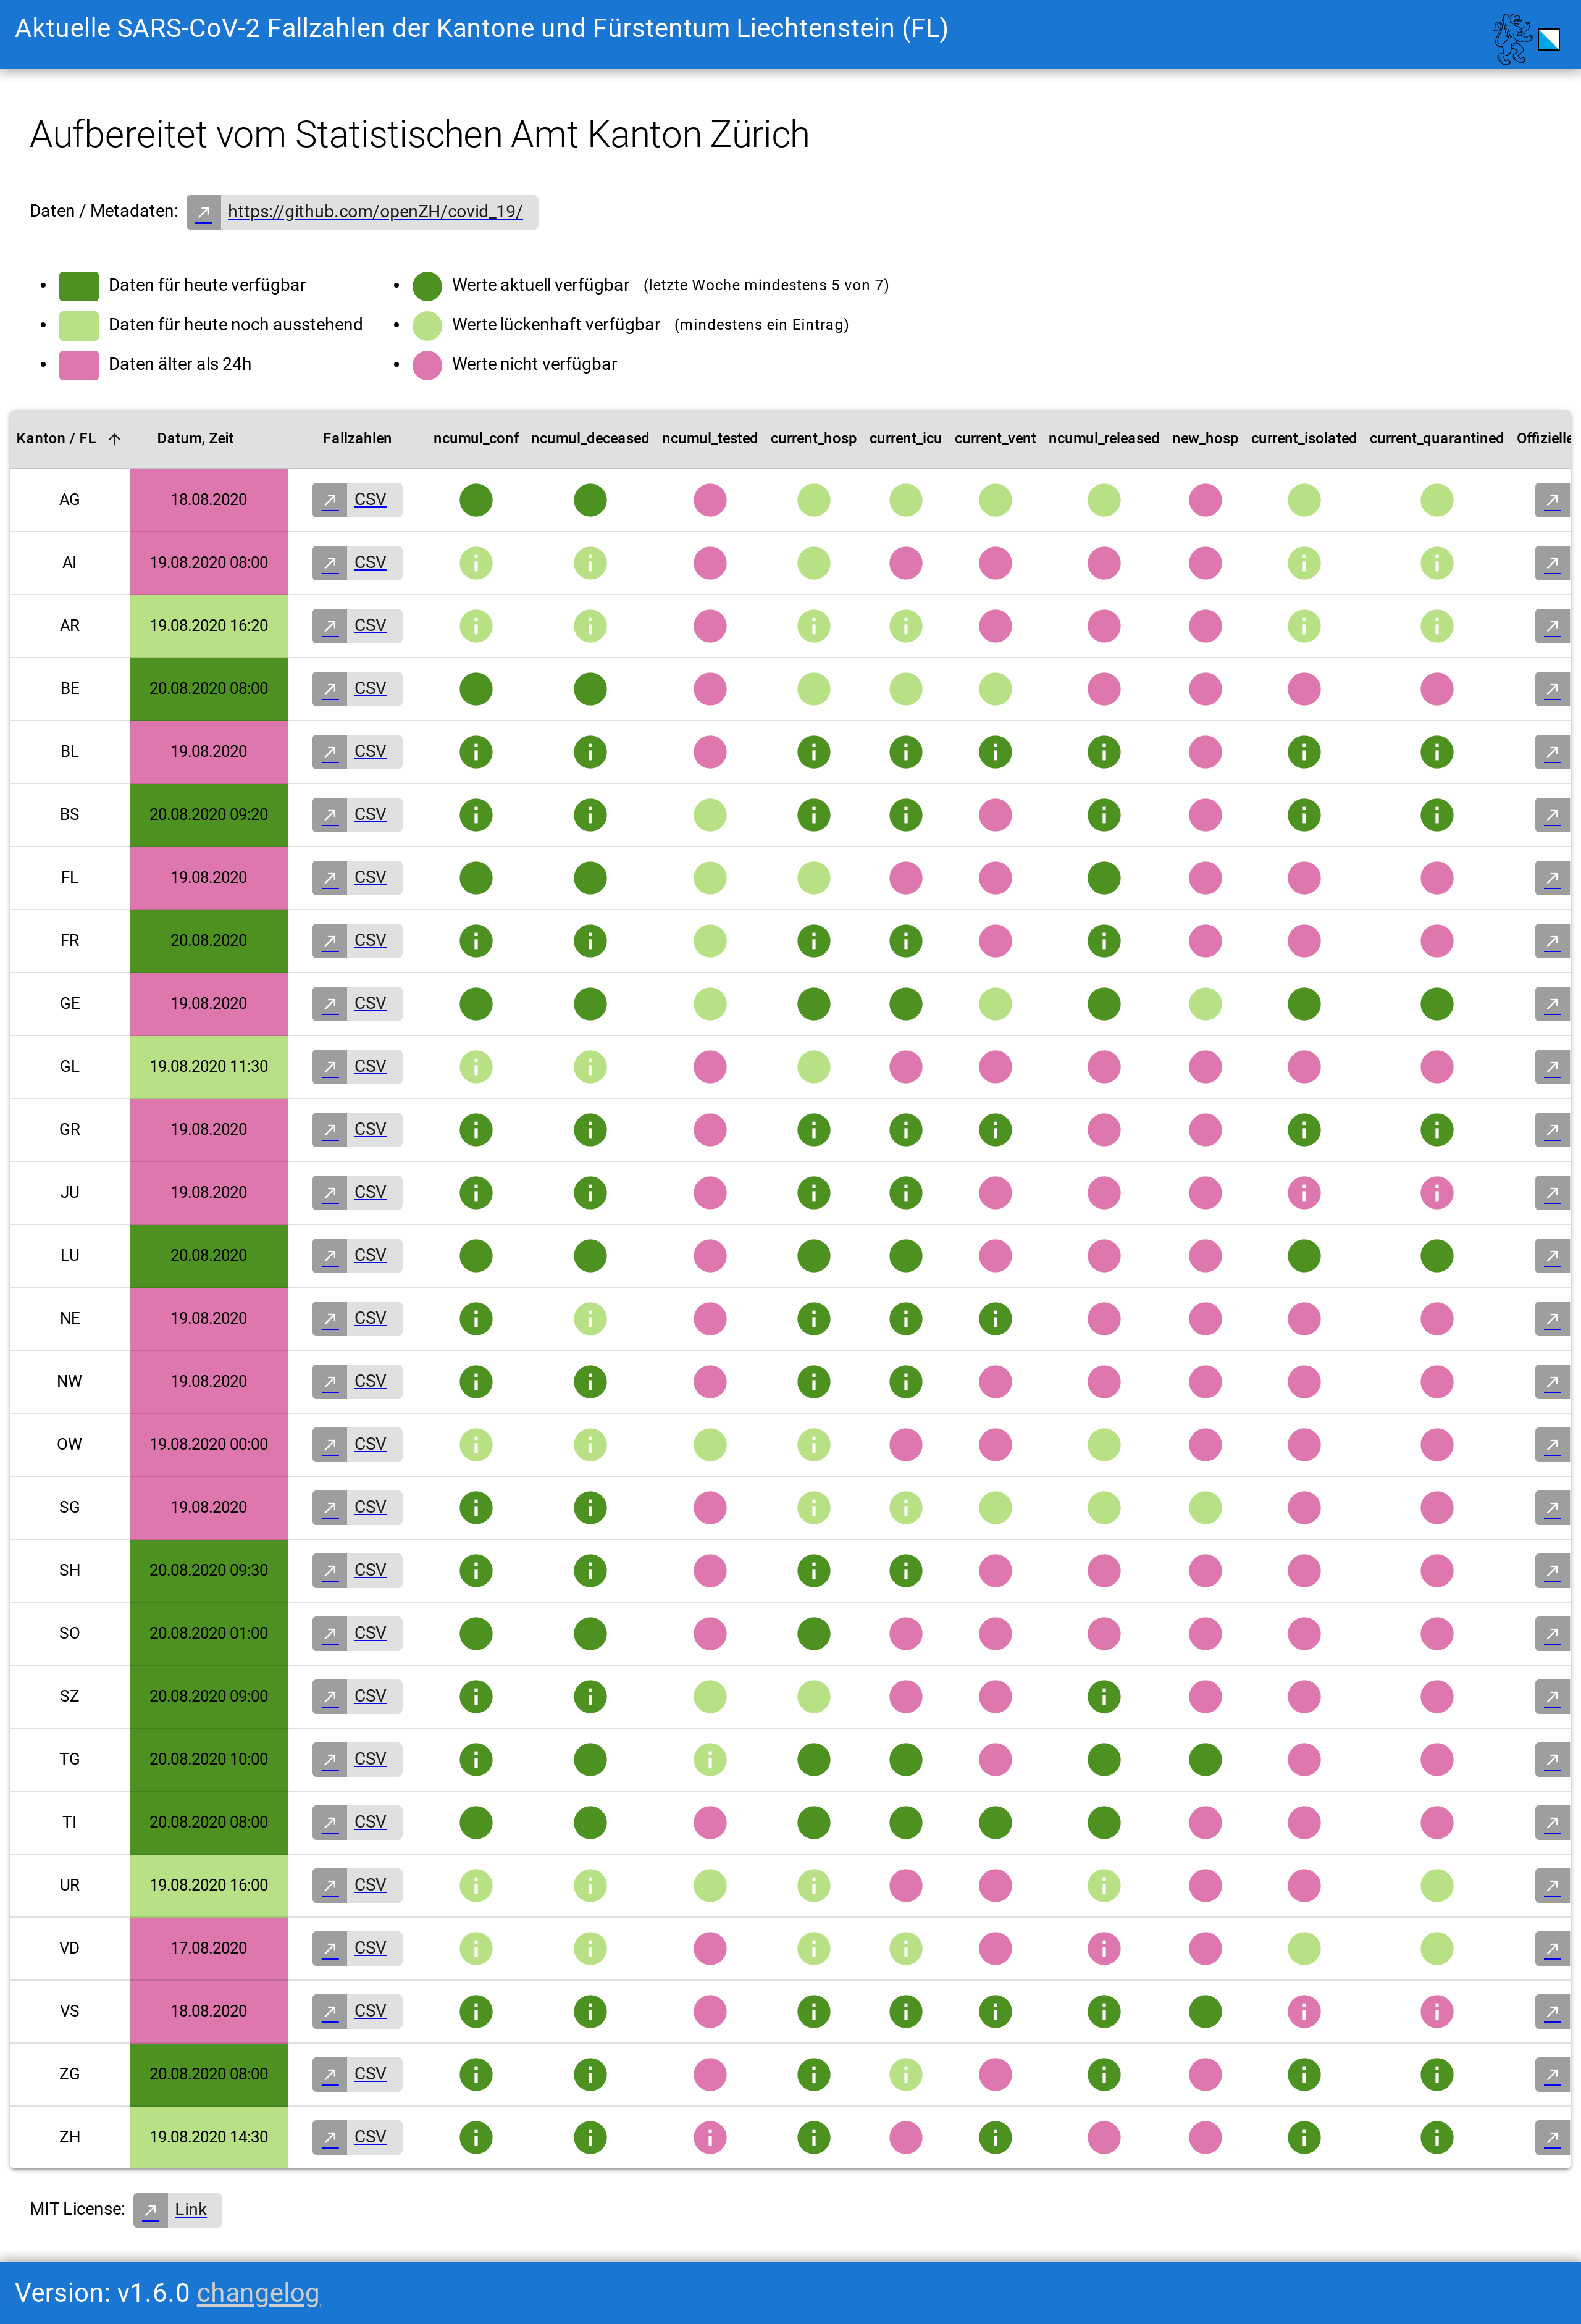 Aktuelle SARS-CoV-2 Fallzahlen der Kantone und Fürstentum Liechtenstein (FL)
Aufbereitet vom Statistischen Amt Kanton Zürich
Daten / Metadaten: https://github.com/openZH/covid_19/
Daten für heute verfügbar
Daten für heute noch ausstehend
Daten älter als 24h
Werte aktuell verfügbar (letzte Woche mindestens 5 von 7)
Werte lückenhaft verfügbar (mindestens ein Eintrag)
Werte nicht verfügbar
Kanton / FL Datum, Zeit Fallzahlen ncumul_conf ncumul_deceased ncumul_tested current_hosp current_icu current_vent ncumul_released new_hosp current_isolated current_quarantined Offizielle
AG 18.08.2020 CSV
AI 19.08.2020 08:00 CSV
AR 19.08.2020 16:20 CSV
BE 20.08.2020 08:00 CSV
BL 19.08.2020 CSV
BS 20.08.2020 09:20 CSV
FL 19.08.2020 CSV
FR 20.08.2020 CSV
GE 19.08.2020 CSV
GL 19.08.2020 11:30 CSV
GR 19.08.2020 CSV
JU 19.08.2020 CSV
LU 20.08.2020 CSV
NE 19.08.2020 CSV
NW 19.08.2020 CSV
OW 19.08.2020 00:00 CSV
SG 19.08.2020 CSV
SH 20.08.2020 09:30 CSV
SO 20.08.2020 01:00 CSV
SZ 20.08.2020 09:00 CSV
TG 20.08.2020 10:00 CSV
TI 20.08.2020 08:00 CSV
UR 19.08.2020 16:00 CSV
VD 17.08.2020 CSV
VS 18.08.2020 CSV
ZG 20.08.2020 08:00 CSV
ZH 19.08.2020 14:30 CSV
MIT License: Link
Version: v1.6.0 changelog